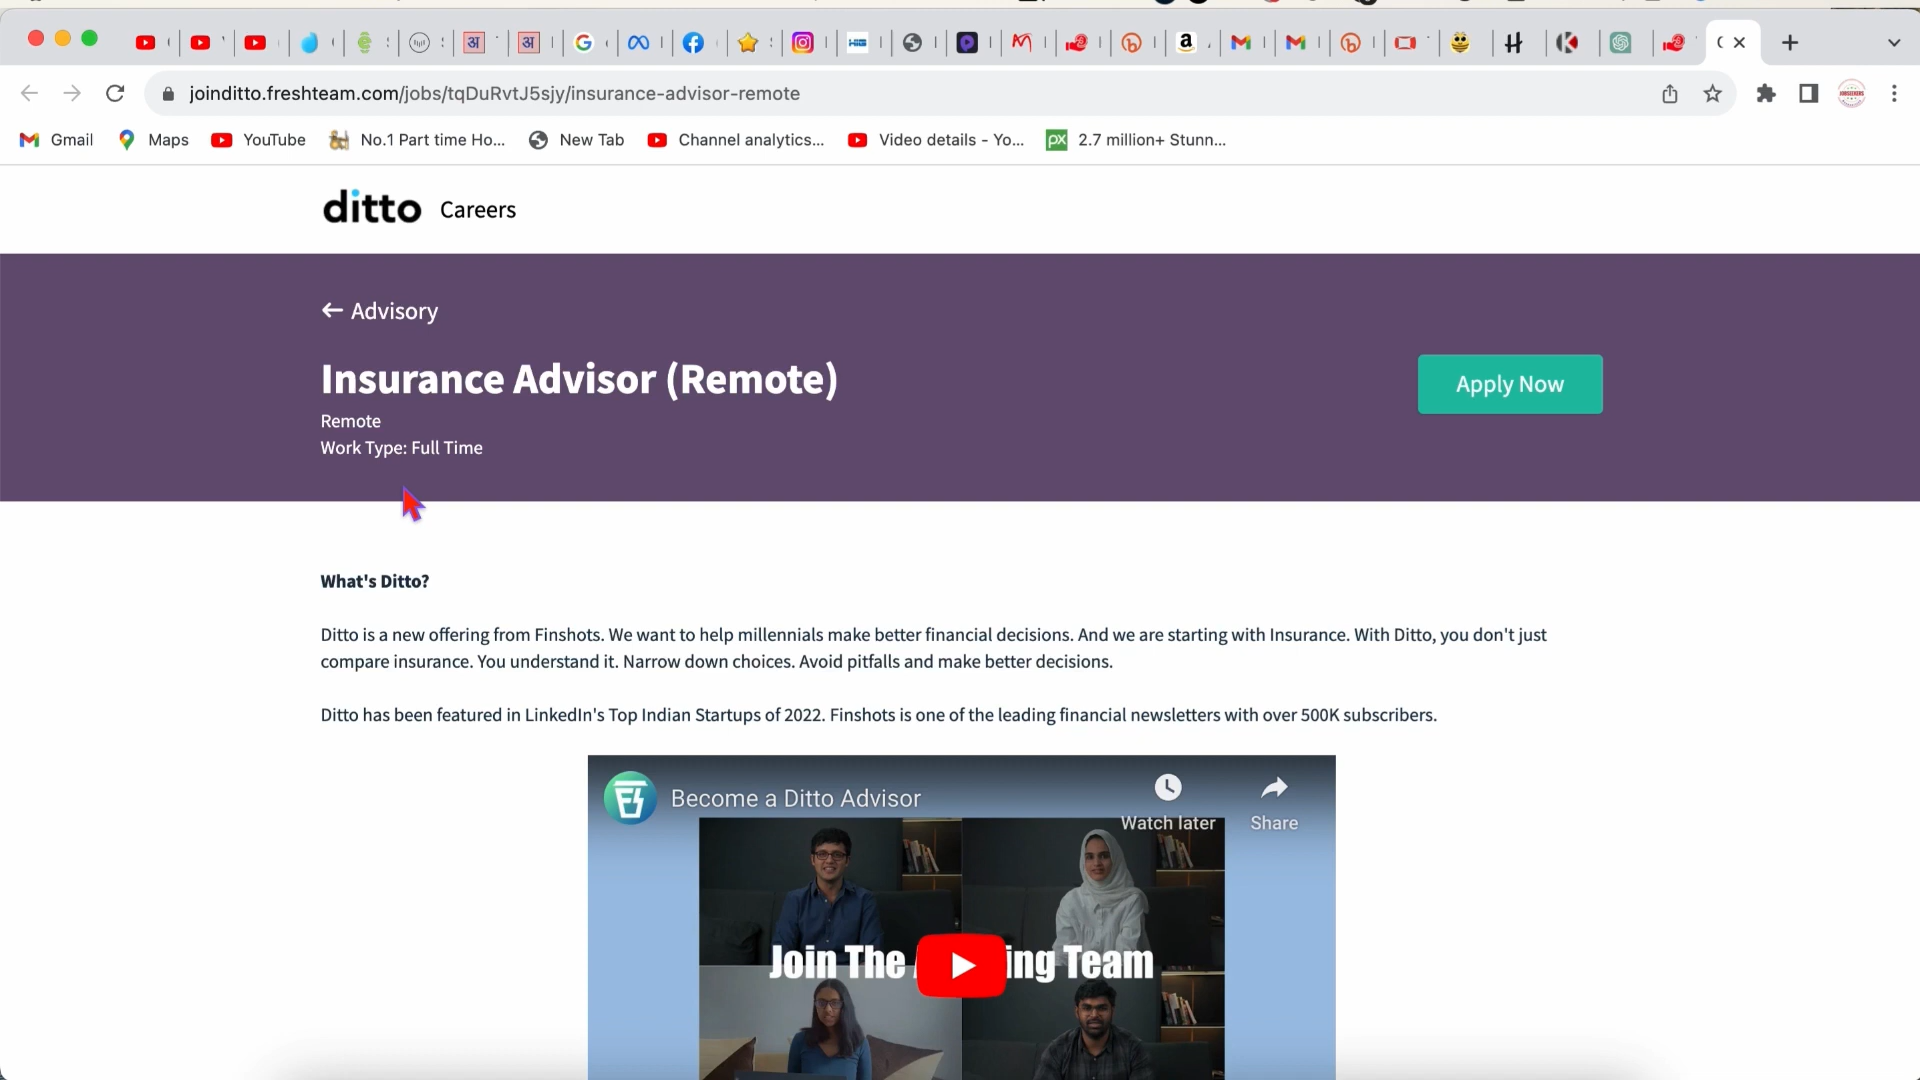 joinditto.freshteam.com/jobs/tqDuRvtJ5sjy/insurance-advisor-remote
Gmail Maps YouTube No.1 Part time Ho... New Tab Channel analytics... Video details - Yo... 2.7 million+ Stunn...
ditto Careers
← Advisory
Insurance Advisor (Remote)
Apply Now
Remote
Work Type: Full Time
What's Ditto?
Ditto is a new offering from Finshots. We want to help millennials make better financial decisions. And we are starting with Insurance. With Ditto, you don't just
compare insurance. You understand it. Narrow down choices. Avoid pitfalls and make better decisions.
Ditto has been featured in LinkedIn's Top Indian Startups of 2022. Finshots is one of the leading financial newsletters with over 500K subscribers.
Become a Ditto Advisor
Watch later Share
Join The ing Team